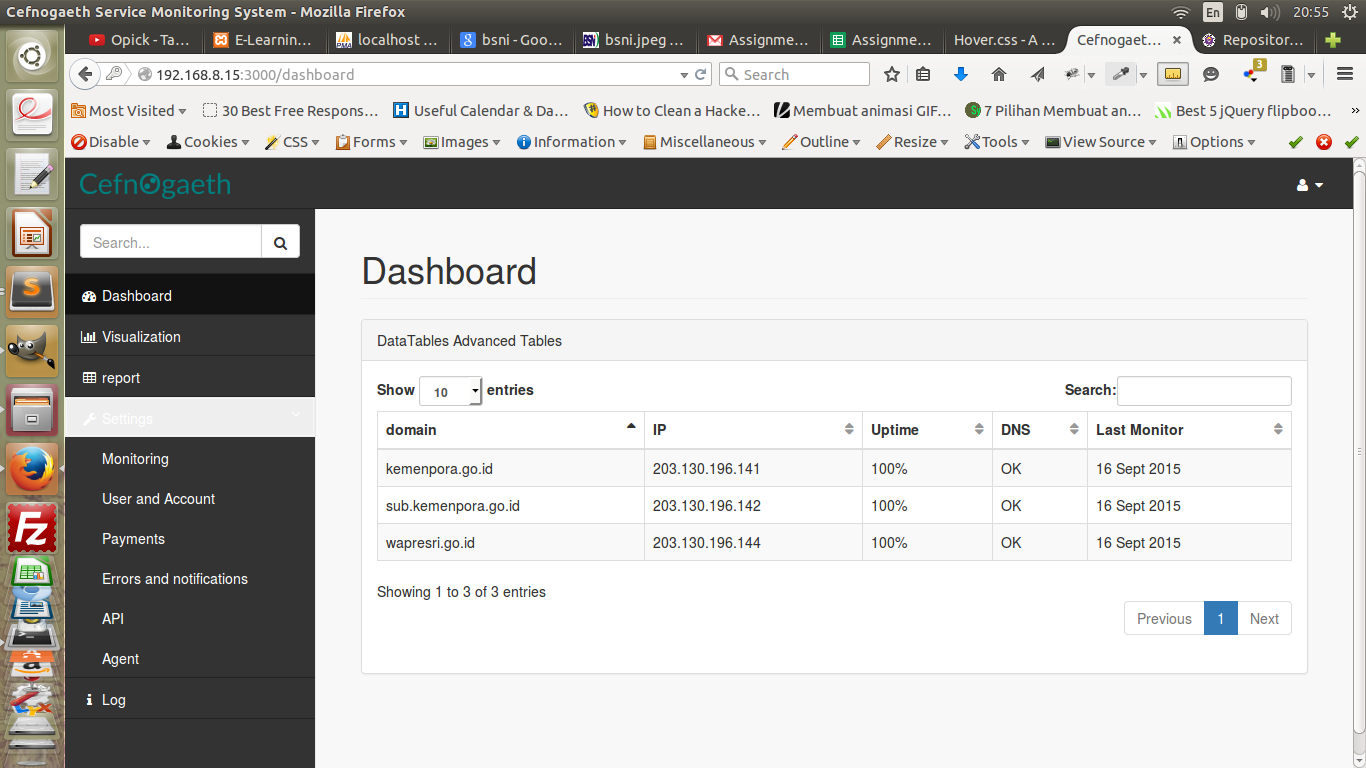 Cefnogaeth Service Monitoring System - Mozilla Firefox
En 20:55
Opick - Ta... E-Learnin... localhost ... bsni - Goo... bsni.jpeg ... Assignme... Assignme... Hover.css - A ... Cefnogaet... Repositor...
192.168.8.15:3000/dashboard Search 3
Most Visited 30 Best Free Respons... Useful Calendar & Da... How to Clean a Hacke... Membuat animasi GIF... 7 Pilihan Membuat an... Best 5 jQuery flipboo... »
Disable Cookies CSS Forms Images Information Miscellaneous Outline Resize Tools View Source Options
Cefnogaeth
Search...
Dashboard
Visualization
report
Settings
Monitoring
User and Account
Payments
Errors and notifications
API
Agent
Log
Dashboard
DataTables Advanced Tables
Show 10 entries Search:
domain IP Uptime DNS Last Monitor
kemenpora.go.id 203.130.196.141 100% OK 16 Sept 2015
sub.kemenpora.go.id 203.130.196.142 100% OK 16 Sept 2015
wapresri.go.id 203.130.196.144 100% OK 16 Sept 2015
Showing 1 to 3 of 3 entries
Previous 1 Next